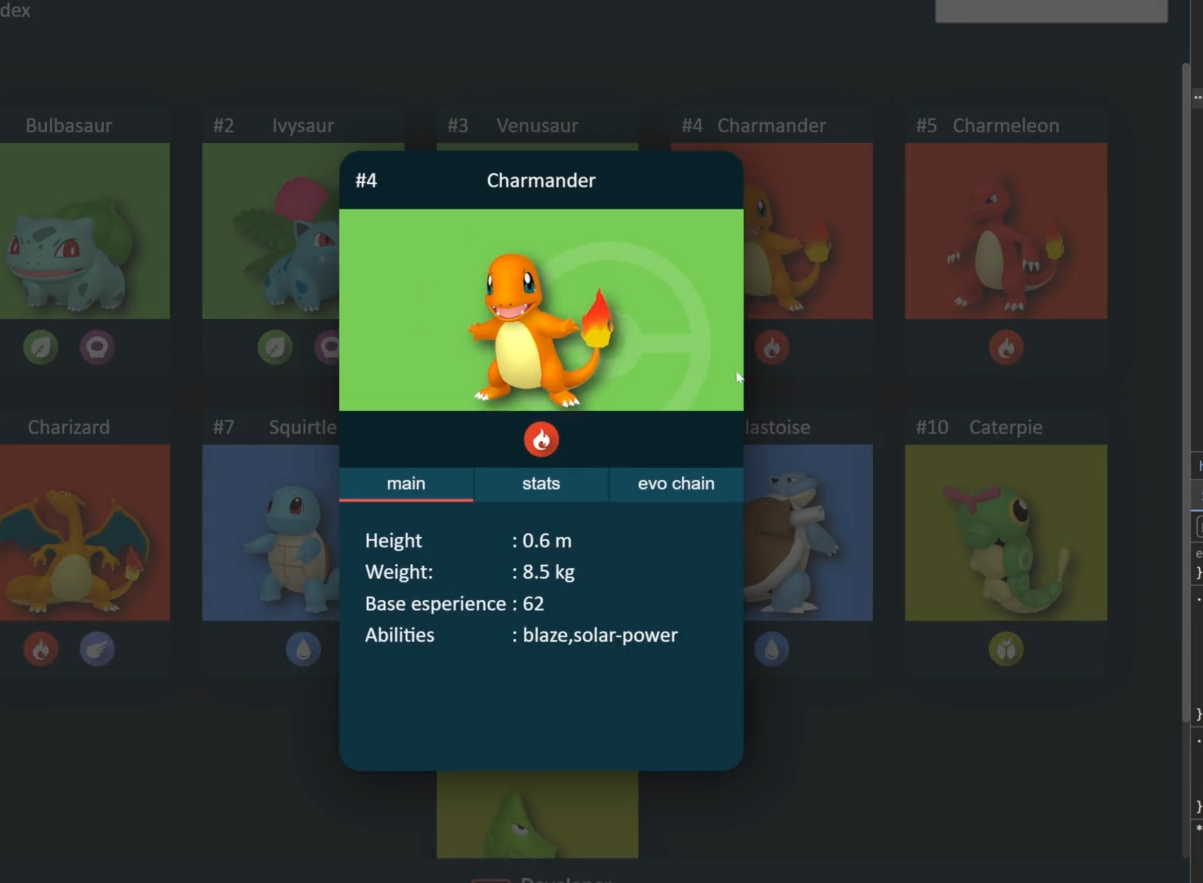 dex
Bulbasaur
#2 Ivysaur
#3 Venusaur
#4 Charmander
#5 Charmeleon
#4 Charmander
main
stats
evo chain
Height : 0.6 m
Weight: : 8.5 kg
Base esperience : 62
Abilities : blaze,solar-power
Charizard
#7 Squirtle
lastoise
#10 Caterpie